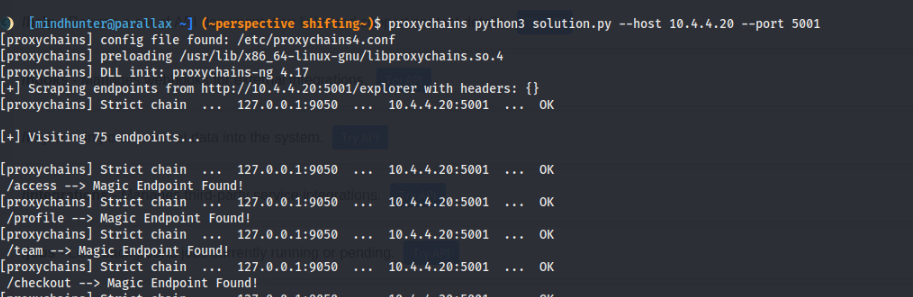 [mindhunter@parallax ~] (~perspective shifting~)$ proxychains python3 solution.py --host 10.4.4.20 --port 5001
[proxychains] config file found: /etc/proxychains4.conf
[proxychains] preloading /usr/lib/x86_64-linux-gnu/libproxychains.so.4
[proxychains] DLL init: proxychains-ng 4.17
[+] Scraping endpoints from http://10.4.4.20:5001/explorer with headers: {}
[proxychains] Strict chain  ...  127.0.0.1:9050  ...  10.4.4.20:5001  ...  OK
[+] Visiting 75 endpoints...
[proxychains] Strict chain  ...  127.0.0.1:9050  ...  10.4.4.20:5001  ...  OK
/access --> Magic Endpoint Found!
[proxychains] Strict chain  ...  127.0.0.1:9050  ...  10.4.4.20:5001  ...  OK
/profile --> Magic Endpoint Found!
[proxychains] Strict chain  ...  127.0.0.1:9050  ...  10.4.4.20:5001  ...  OK
/team --> Magic Endpoint Found!
[proxychains] Strict chain  ...  127.0.0.1:9050  ...  10.4.4.20:5001  ...  OK
/checkout --> Magic Endpoint Found!